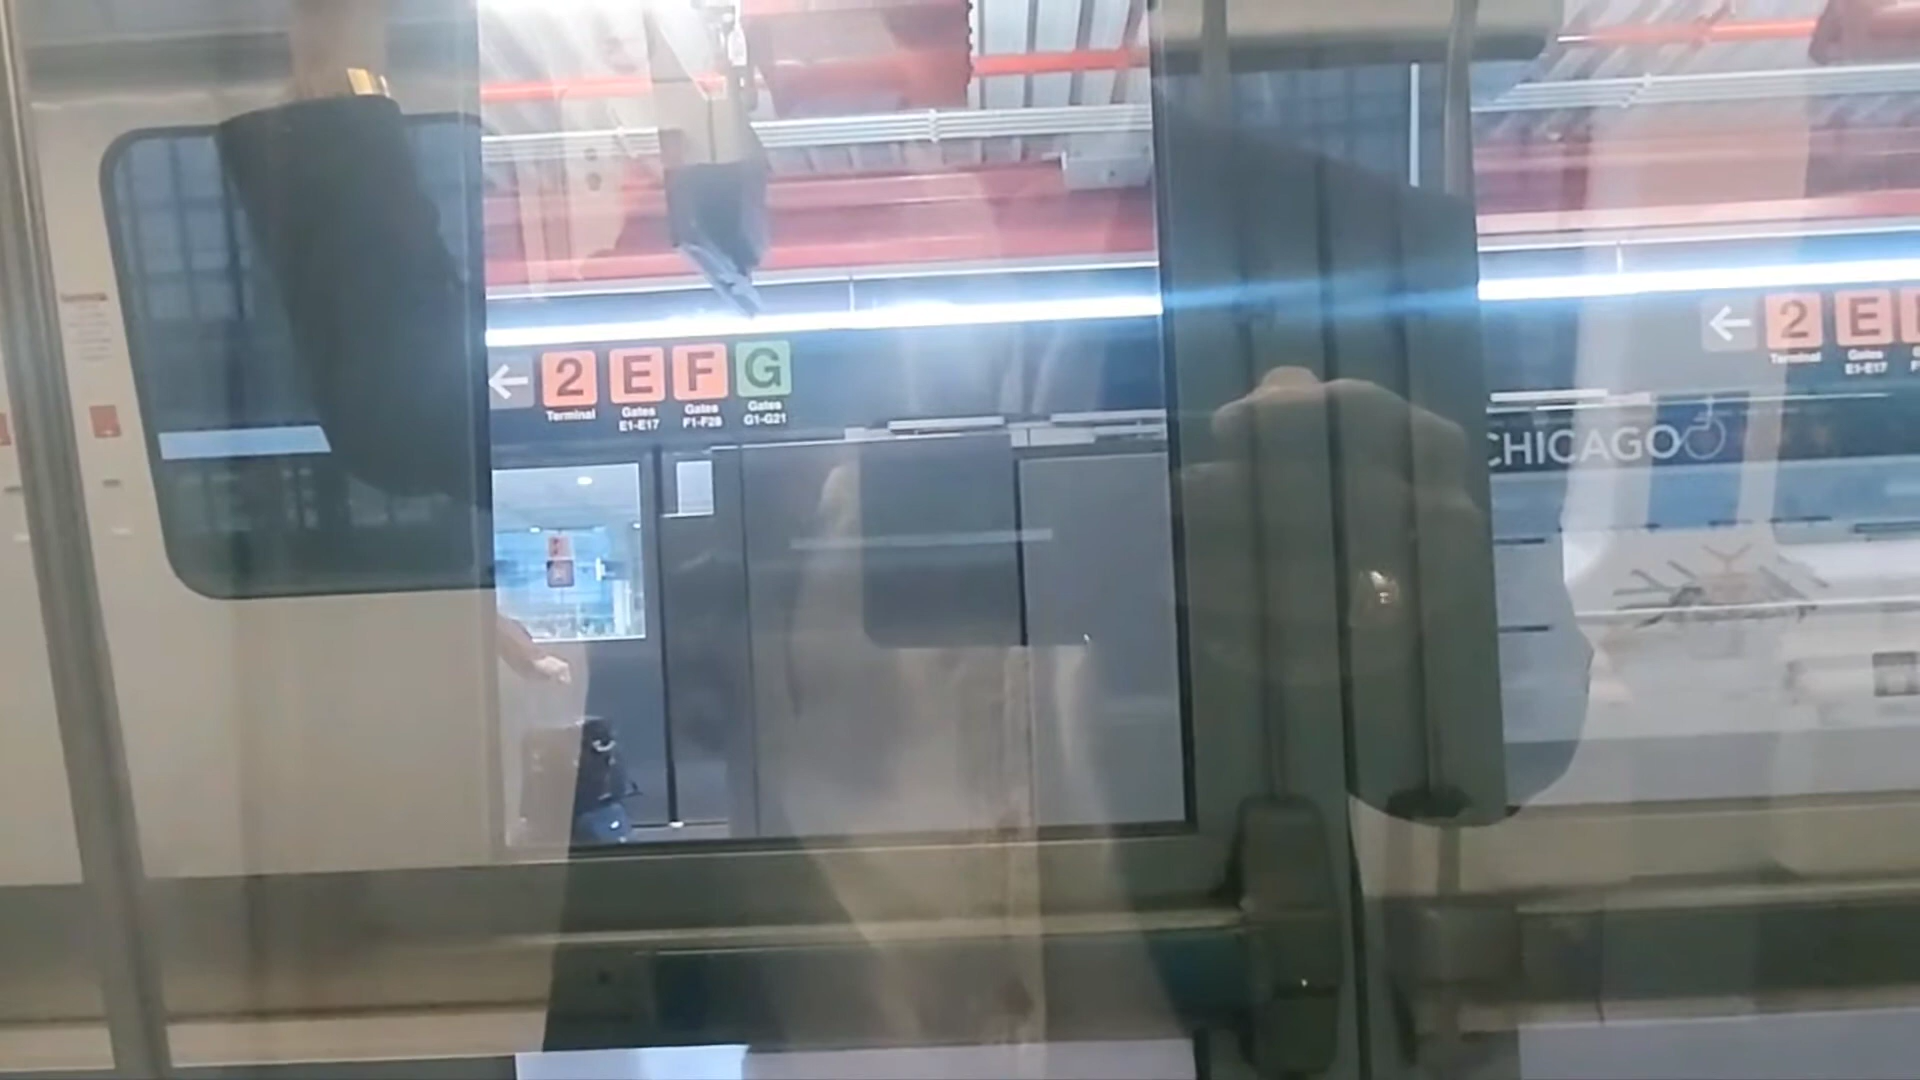 ← 2 E F G
Terminal Gates Gates Gates
E1-E17 F1-F28 G1-G21
← 2 E
Terminal Gates
E1-E17
CHICAGO